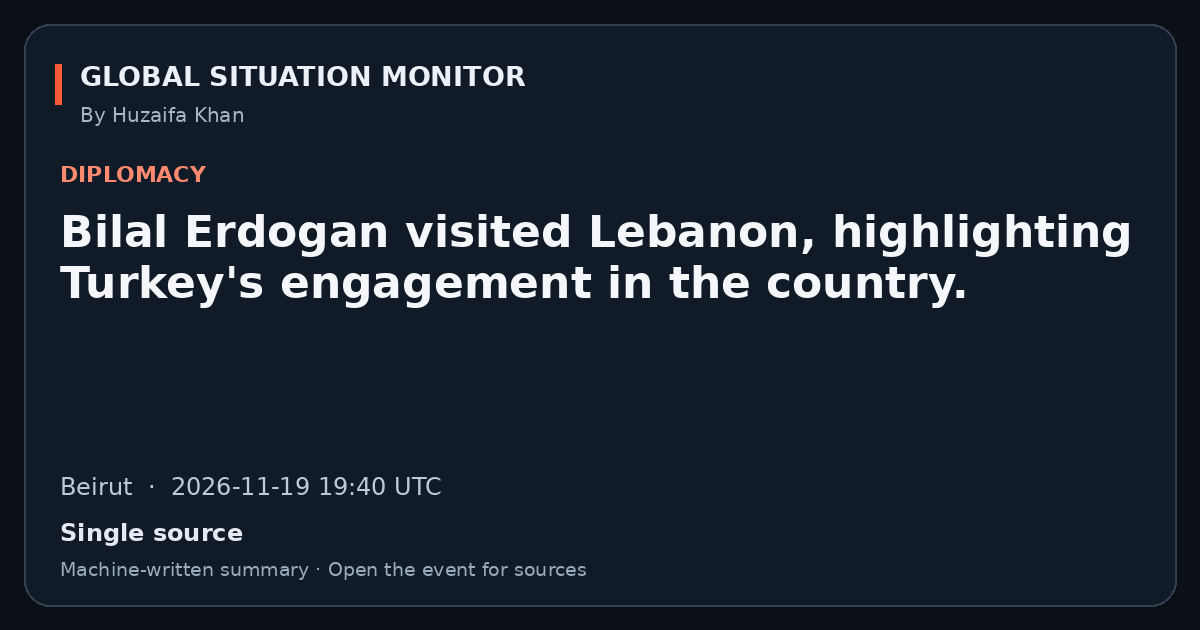 GLOBAL SITUATION MONITOR
By Huzaifa Khan
DIPLOMACY
Bilal Erdogan visited Lebanon, highlighting
Turkey's engagement in the country.
Beirut · 2026-11-19 19:40 UTC
Single source
Machine-written summary · Open the event for sources